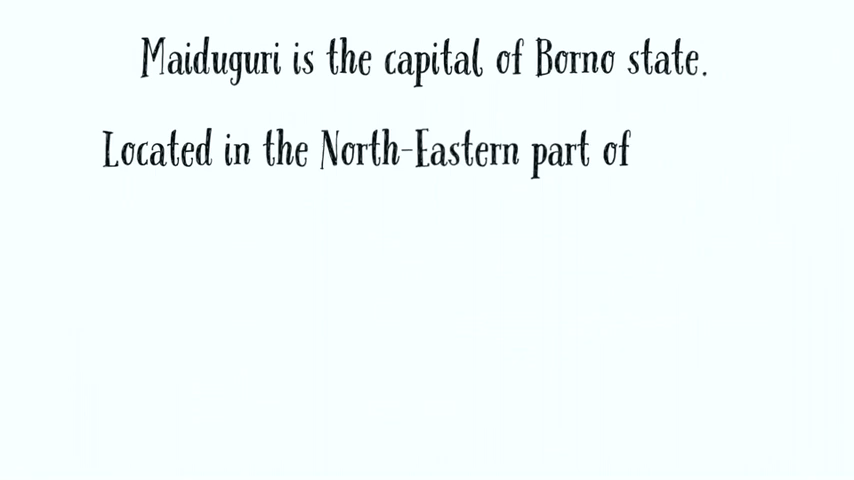 Maiduguri is the capital of Borno state.
Located in the North-Eastern part of